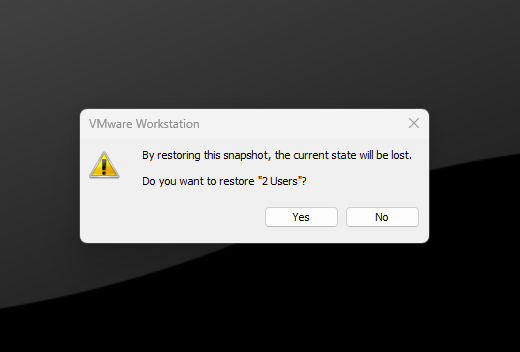 VMware Workstation
By restoring this snapshot, the current state will be lost.
Do you want to restore "2 Users"?
Yes
No